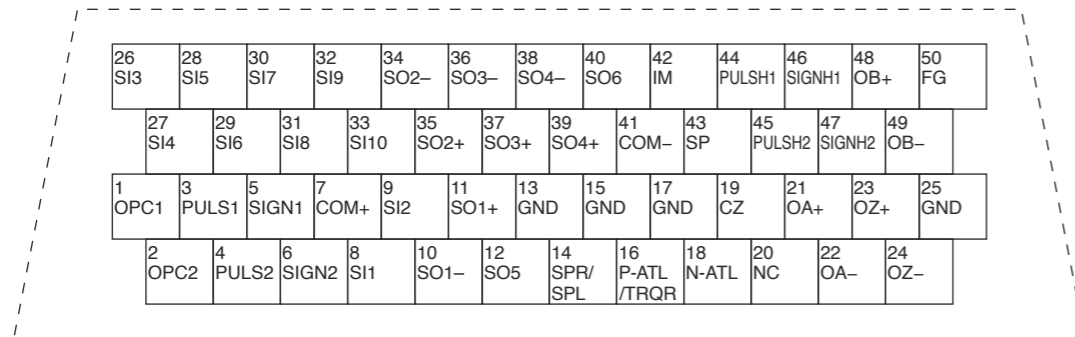 26 28 30 32 34 36 38 40 42 44 46 48 50
SI3 SI5 SI7 SI9 SO2– SO3– SO4– SO6 IM PULSH1 SIGNH1 OB+ FG
27 29 31 33 35 37 39 41 43 45 47 49
SI4 SI6 SI8 SI10 SO2+ SO3+ SO4+ COM– SP PULSH2 SIGNH2 OB–
1 3 5 7 9 11 13 15 17 19 21 23 25
OPC1 PULS1 SIGN1 COM+ SI2 SO1+ GND GND GND CZ OA+ OZ+ GND
2 4 6 8 10 12 14 16 18 20 22 24
OPC2 PULS2 SIGN2 SI1 SO1– SO5 SPR/ P-ATL N-ATL NC OA– OZ–
SPL /TRQR